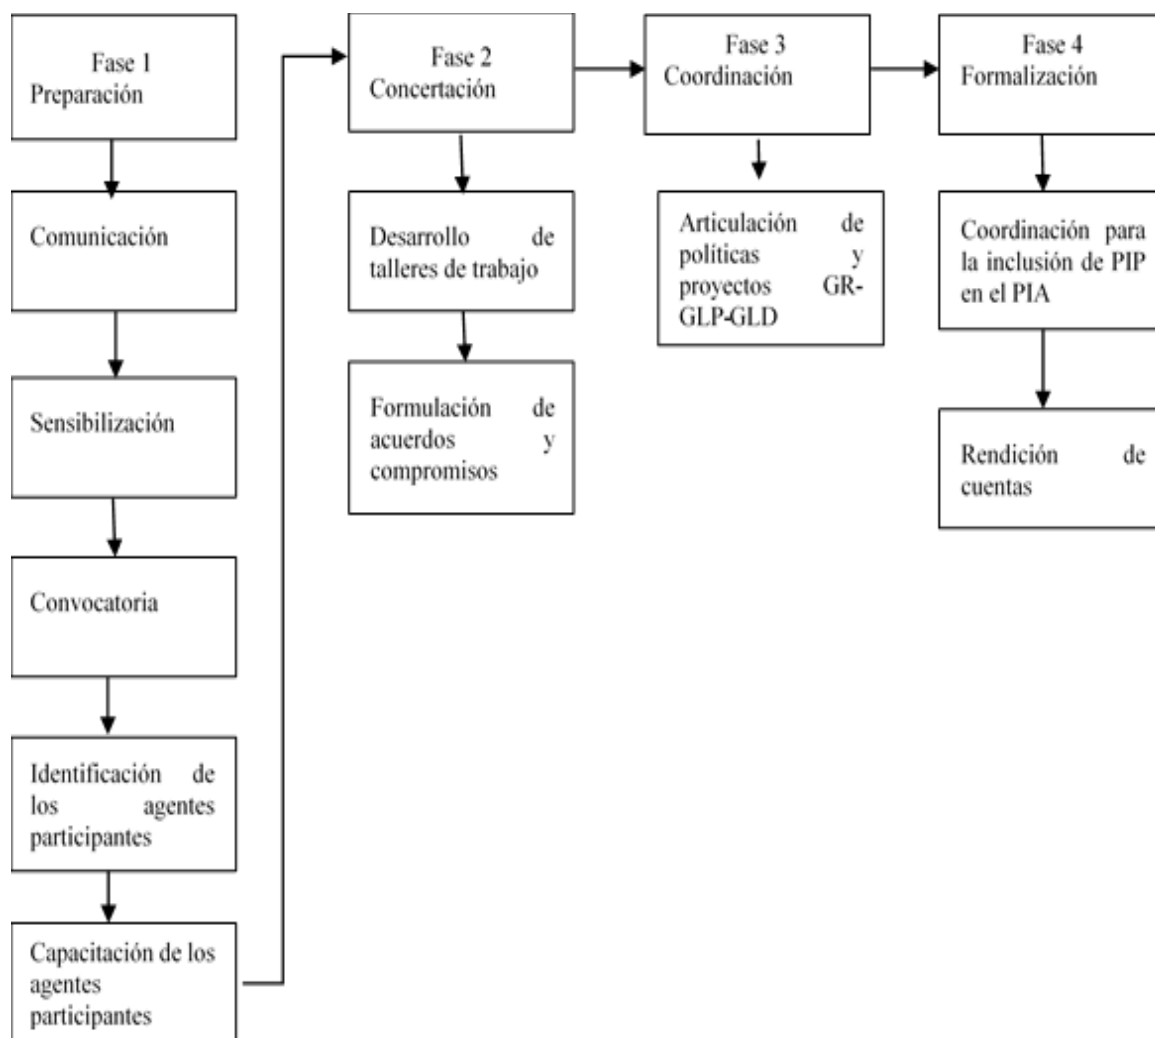 Fase 1
Preparación
Comunicación
Sensibilización
Convocatoria
Identificación de
los agentes
participantes
Capacitación de los
agentes
participantes
Fase 2
Concertación
Desarrollo de
talleres de trabajo
Formulación de
acuerdos y
compromisos
Fase 3
Coordinación
Articulación de
políticas y
proyectos GR-
GLP-GLD
Fase 4
Formalización
Coordinación para
la inclusión de PIP
en el PIA
Rendición de
cuentas